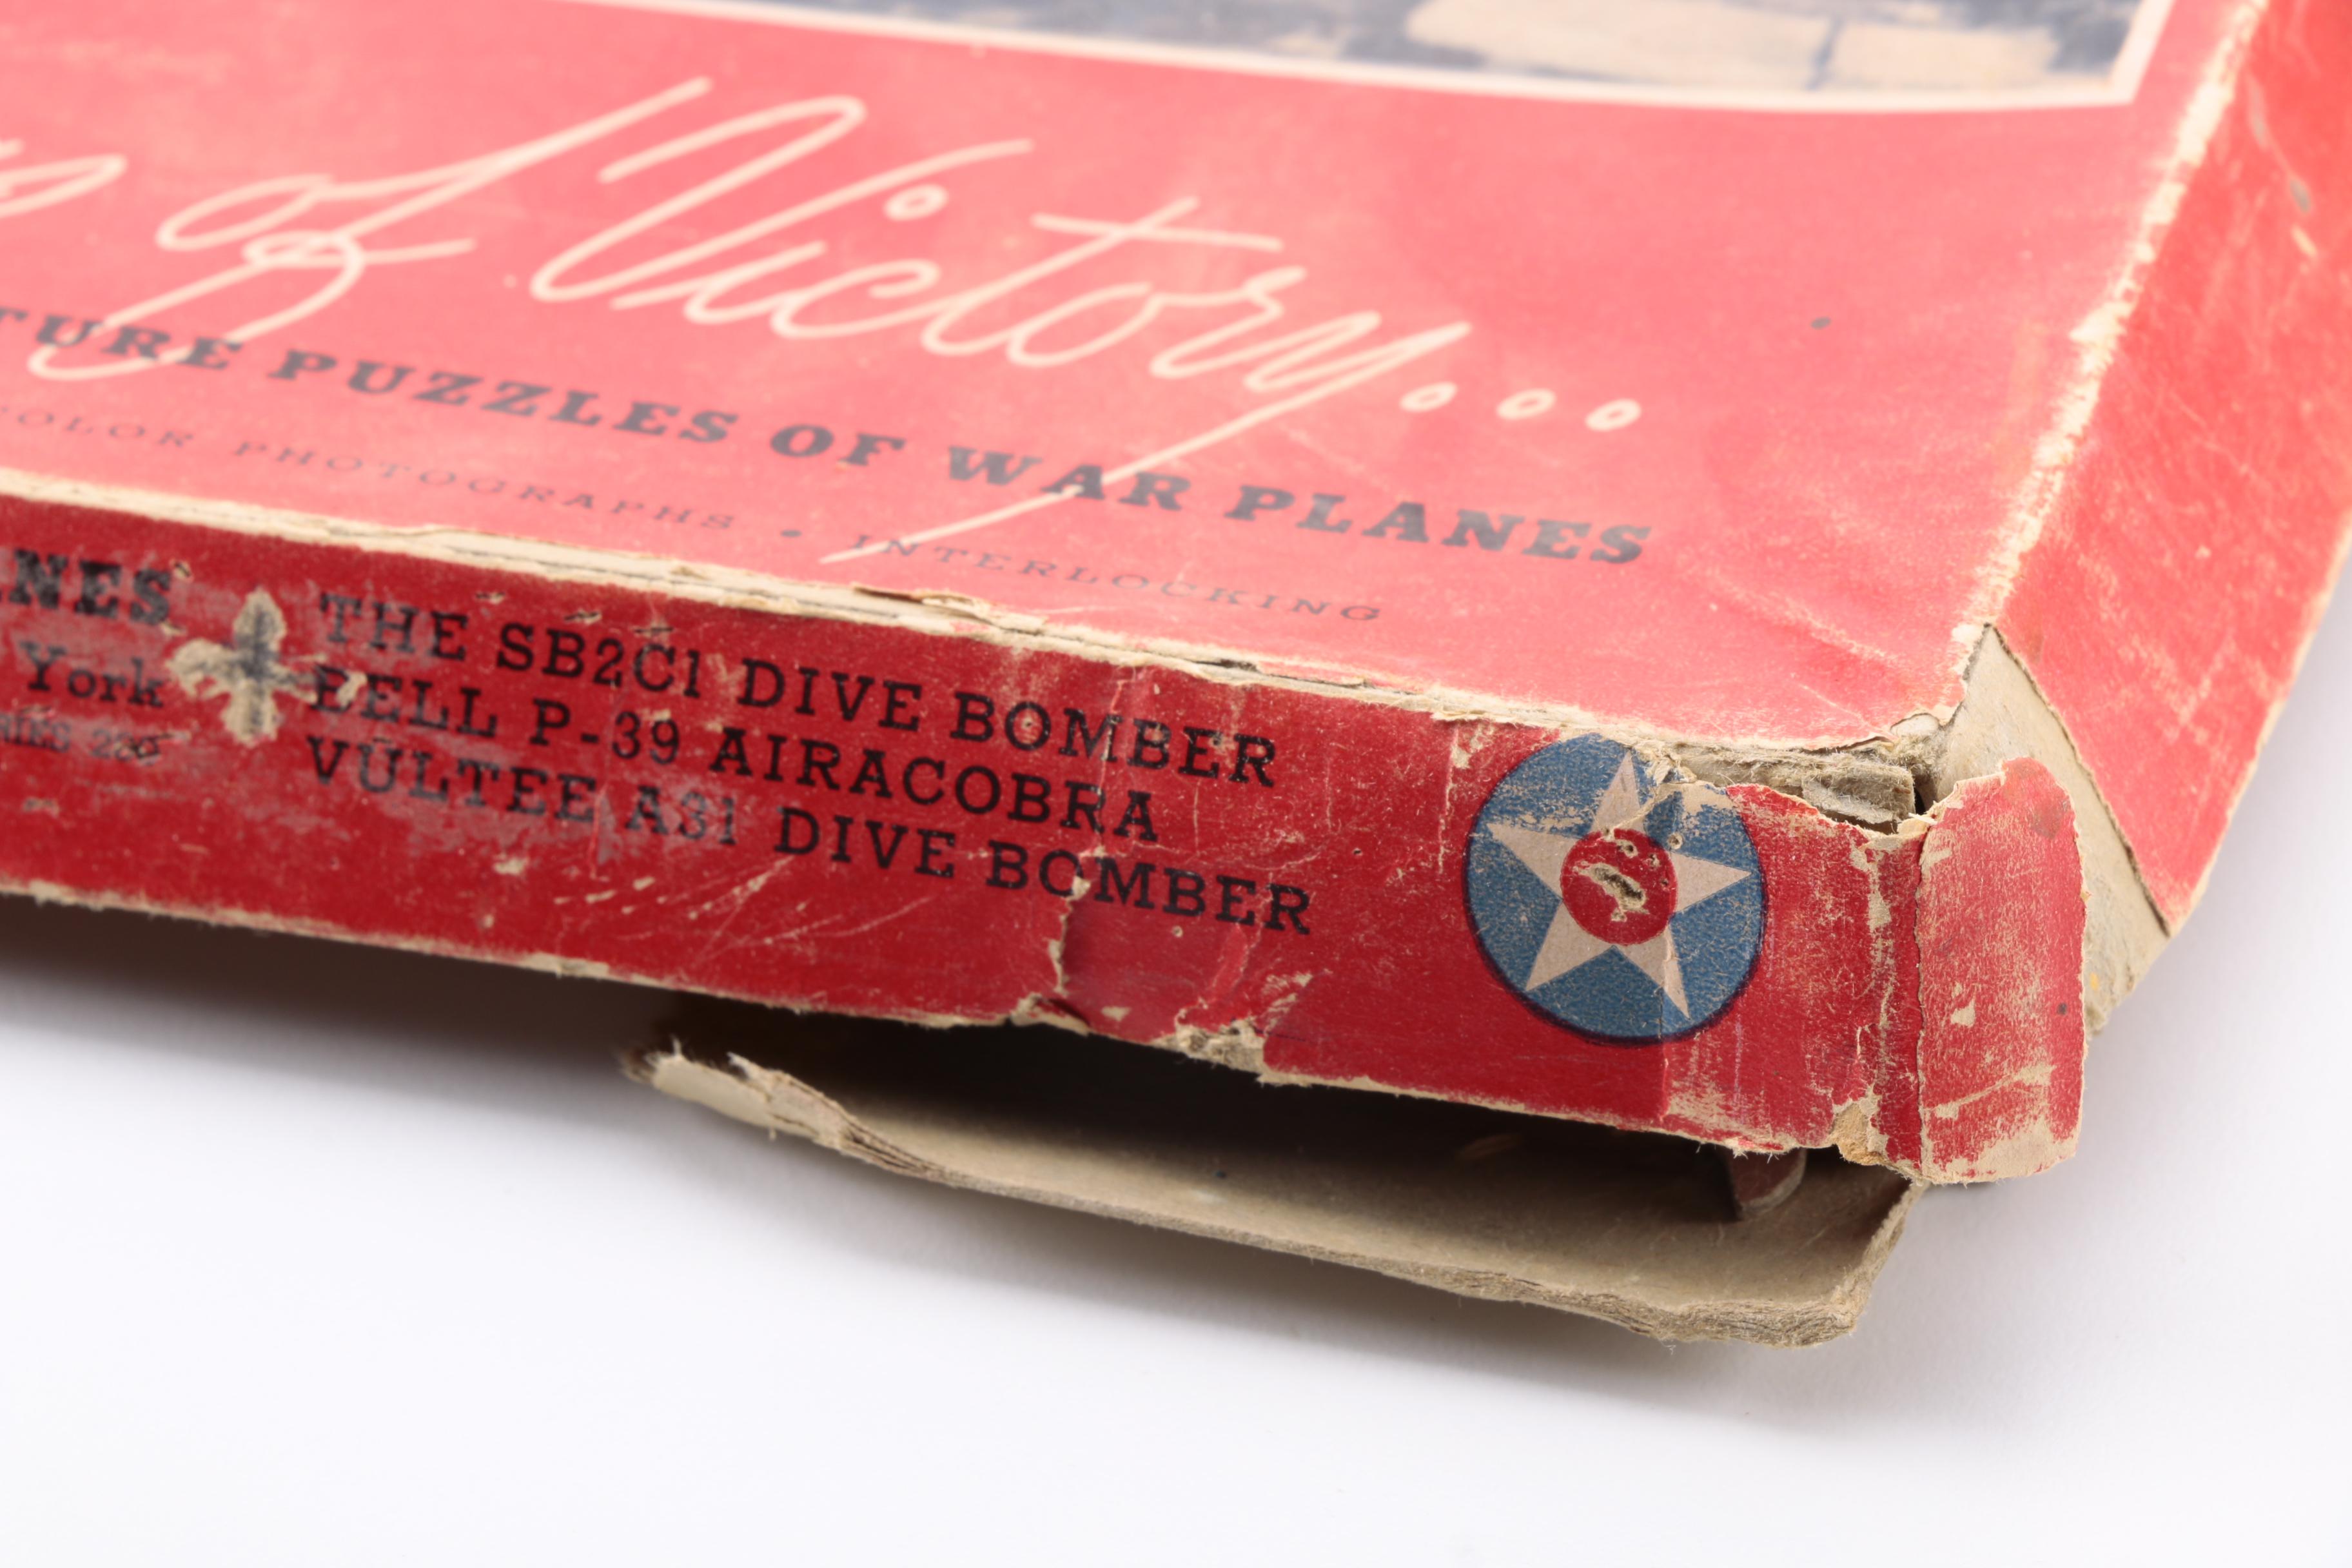 of Victory...
TURE PUZZLES OF WAR PLANES
COLOR PHOTOGRAPHS • INTERLOCKING
NES
York
THE SB2C1 DIVE BOMBER
BELL P-39 AIRACOBRA
VULTEE A31 DIVE BOMBER